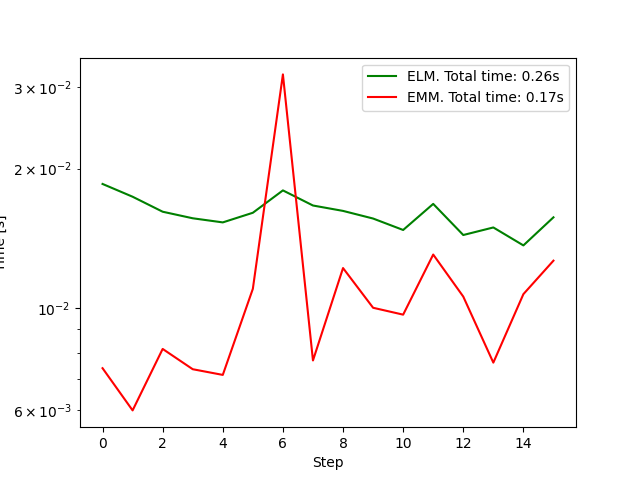 ELM. Total time: 0.26s
EMM. Total time: 0.17s
3 × 10⁻²
2 × 10⁻²
10⁻²
6 × 10⁻³
0 2 4 6 8 10 12 14
Step